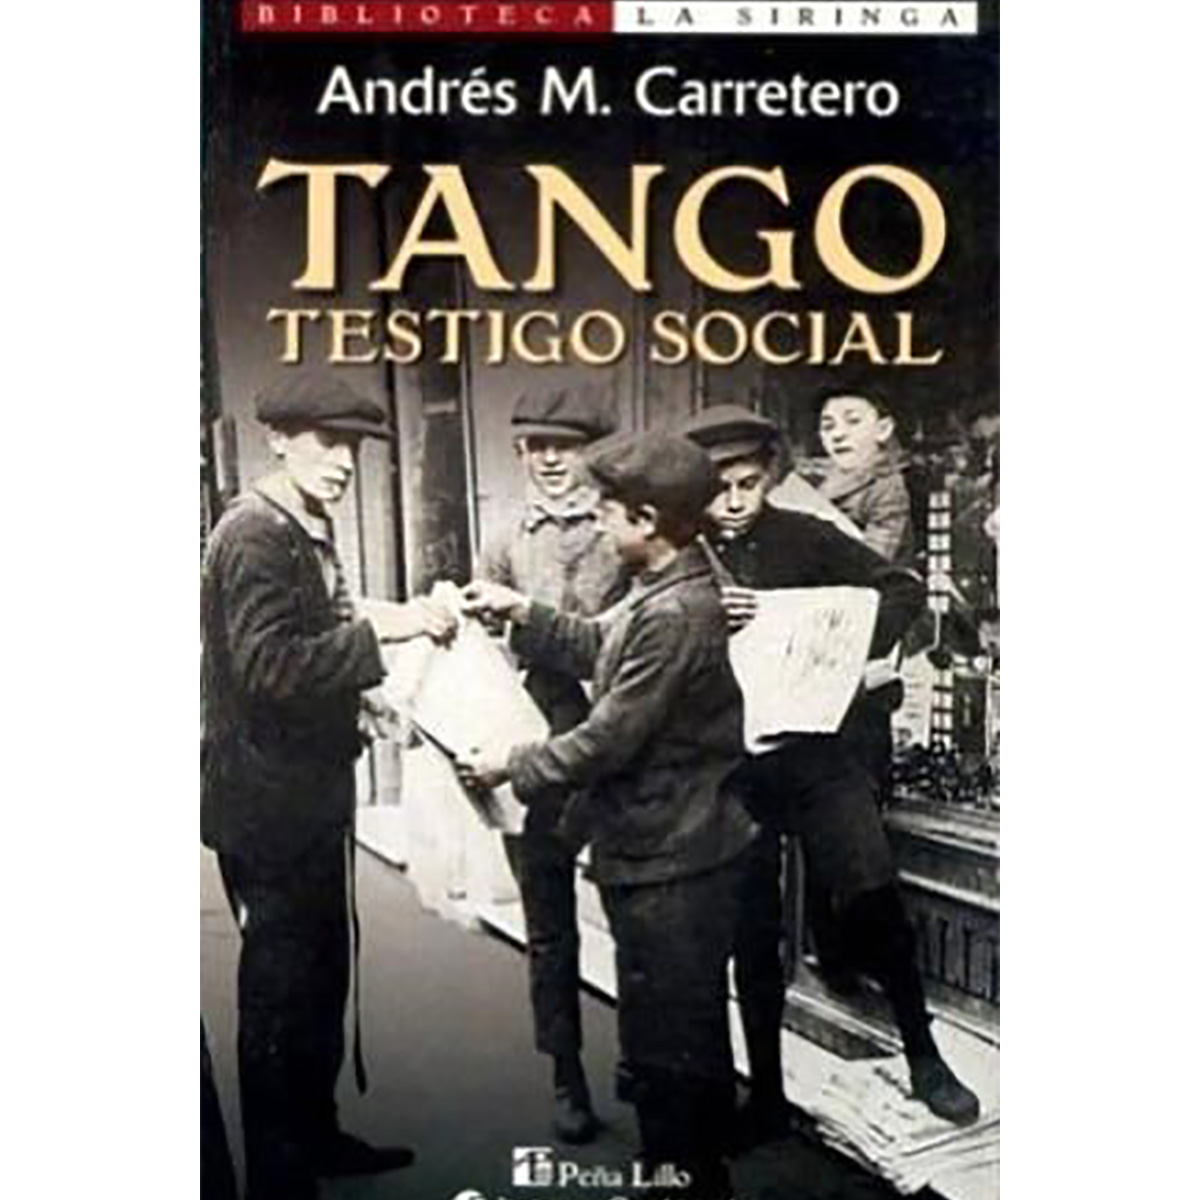 BIBLIOTECA LA SIRINGA
Andrés M. Carretero
TANGO
TESTIGO SOCIAL
Peña Lillo